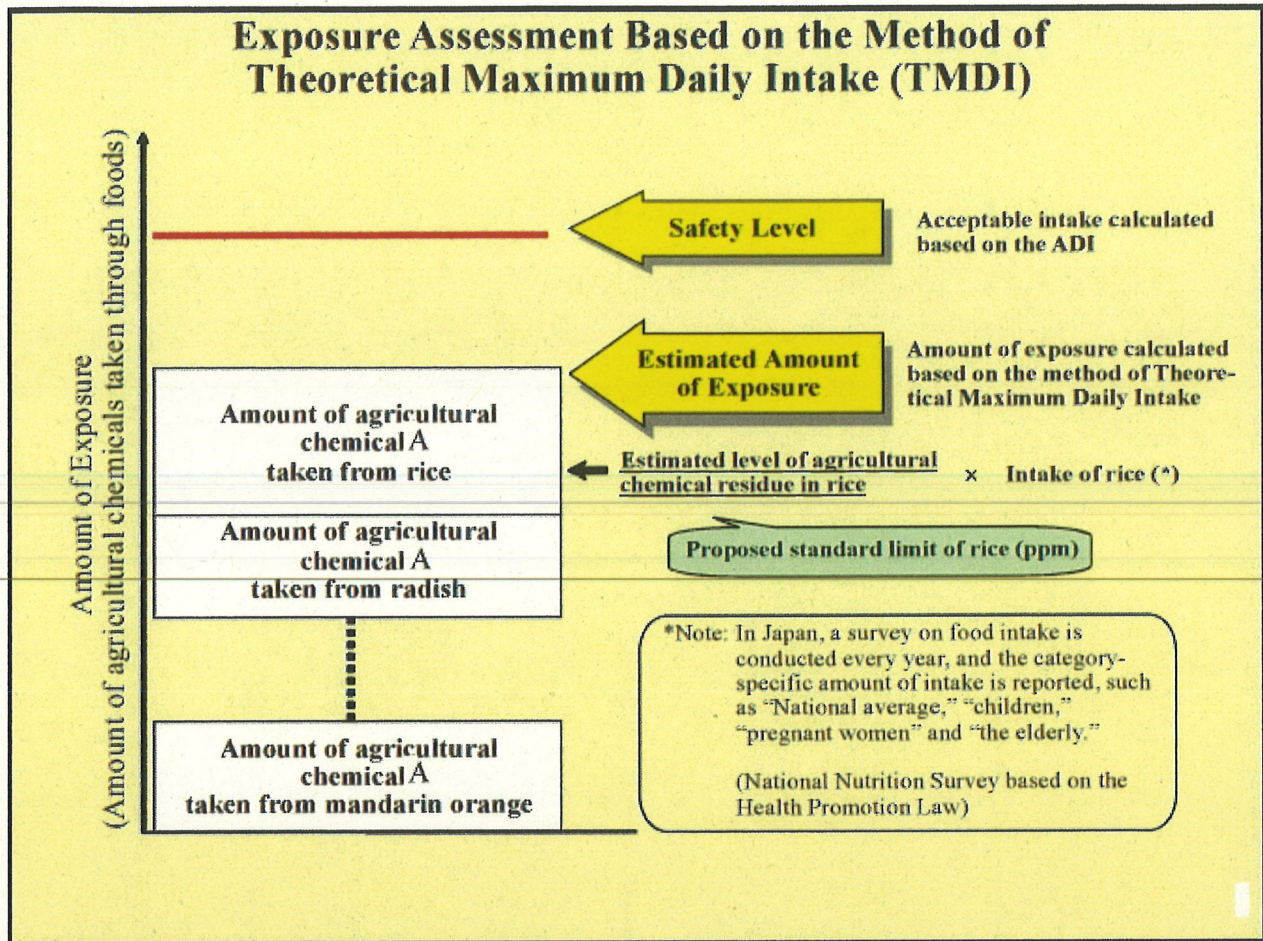 Exposure Assessment Based on the Method of
Theoretical Maximum Daily Intake (TMDI)
Amount of Exposure
(Amount of agricultural chemicals taken through foods)
Safety Level
Acceptable intake calculated
based on the ADI
Estimated Amount
of Exposure
Amount of exposure calculated
based on the method of Theore-
tical Maximum Daily Intake
Amount of agricultural
chemical A
taken from rice
Estimated level of agricultural
chemical residue in rice
× Intake of rice (*)
Amount of agricultural
chemical A
taken from radish
Proposed standard limit of rice (ppm)
*Note: In Japan, a survey on food intake is
conducted every year, and the category-
specific amount of intake is reported, such
as “National average,” “children,”
“pregnant women” and “the elderly.”
(National Nutrition Survey based on the
Health Promotion Law)
Amount of agricultural
chemical A
taken from mandarin orange